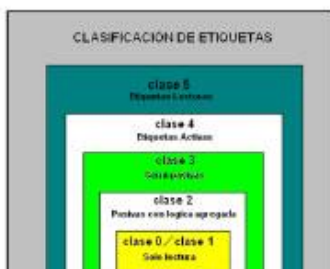 CLASIFICACION DE ETIQUETAS
clase 5
Etiquetas Lectoras
clase 4
Etiquetas Activas
clase 3
Semipasivas
clase 2
Pasivas con logica agregada
clase 0/clase 1
Solo lectura